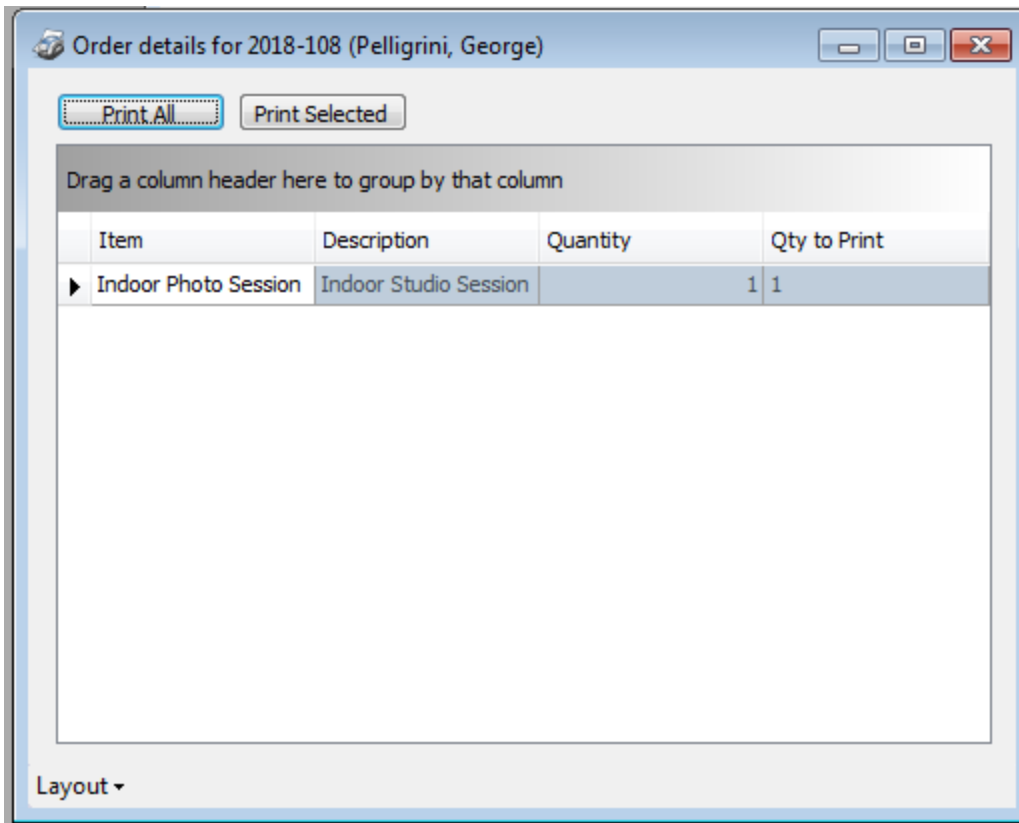 Order details for 2018-108 (Pelligrini, George)
Print All Print Selected
Drag a column header here to group by that column
Item Description Quantity Qty to Print
Indoor Photo Session Indoor Studio Session 1 1
Layout